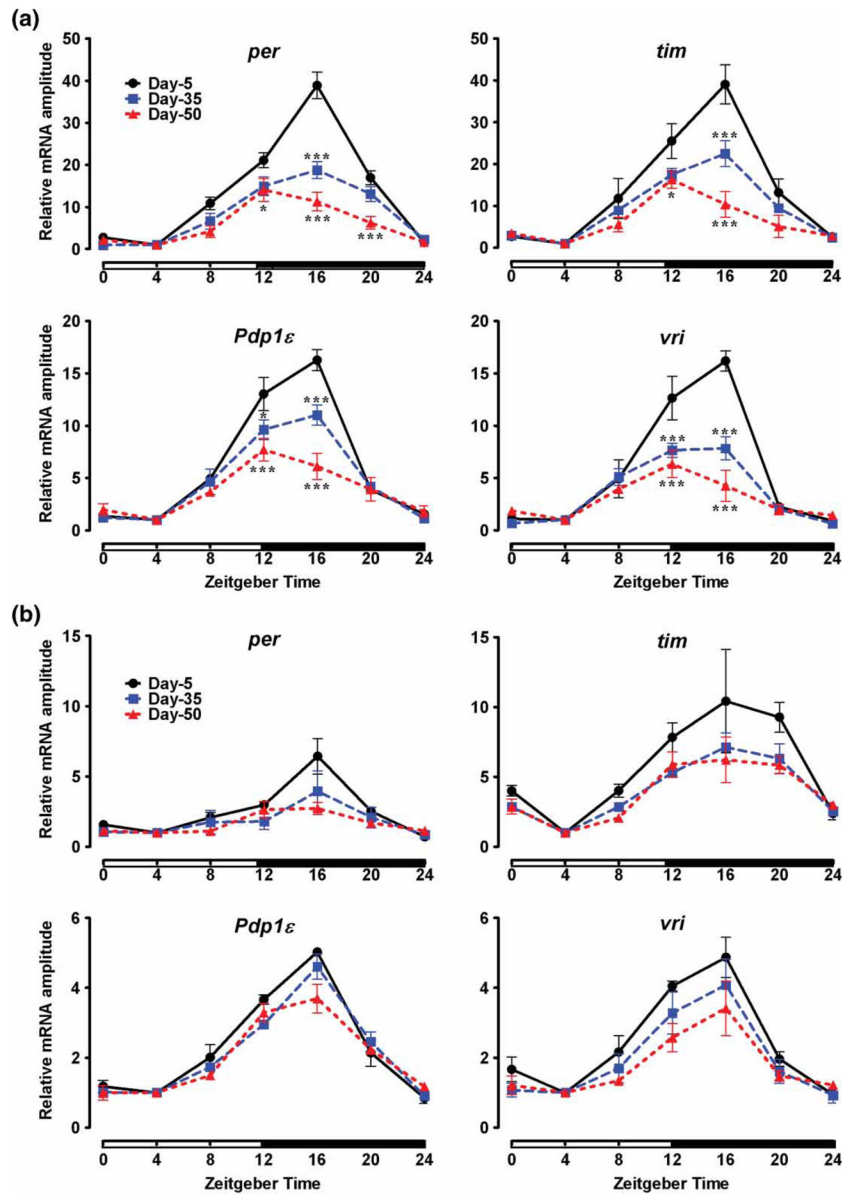 (a)
per
Relative mRNA amplitude
50
40
30
20
10
0
Day-5
Day-35
Day-50
***
*
***
***
0 4 8 12 16 20 24
tim
50
40
30
20
10
0
***
*
***
0 4 8 12 16 20 24
Pdp1ε
Relative mRNA amplitude
20
15
10
5
0
*
***
***
***
0 4 8 12 16 20 24
Zeitgeber Time
vri
20
15
10
5
0
*** ***
***
***
0 4 8 12 16 20 24
Zeitgeber Time
(b)
per
Relative mRNA amplitude
15
10
5
0
Day-5
Day-35
Day-50
0 4 8 12 16 20 24
tim
15
10
5
0
0 4 8 12 16 20 24
Pdp1ε
Relative mRNA amplitude
6
4
2
0
0 4 8 12 16 20 24
Zeitgeber Time
vri
6
4
2
0
0 4 8 12 16 20 24
Zeitgeber Time